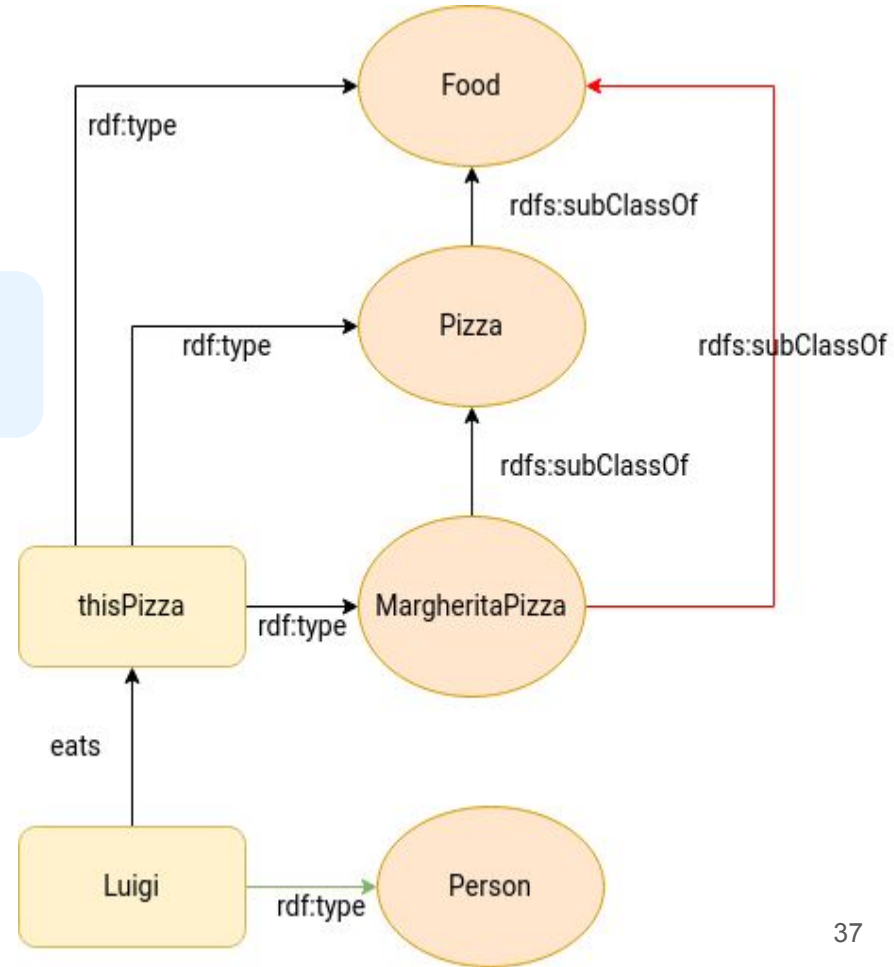 Food
rdf:type
rdfs:subClassOf
Pizza
rdf:type
rdfs:subClassOf
rdfs:subClassOf
thisPizza
MargheritaPizza
rdf:type
eats
Luigi
Person
rdf:type
37